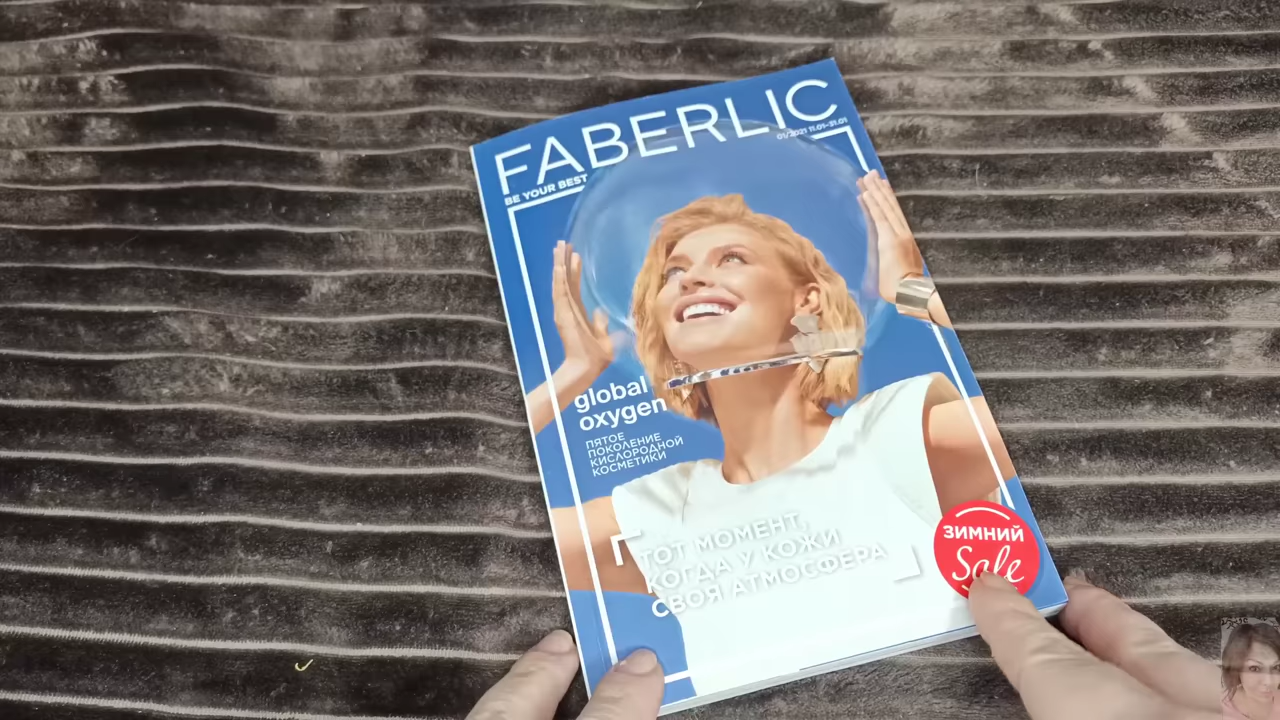 FABERLIC
01/2021 11.01–31.01
BE YOUR BEST
global
oxygen
ПЯТОЕ
ПОКОЛЕНИЕ
КИСЛОРОДНОЙ
КОСМЕТИКИ
ТОТ МОМЕНТ,
КОГДА У КОЖИ
СВОЯ АТМОСФЕРА
ЗИМНИЙ
Sale